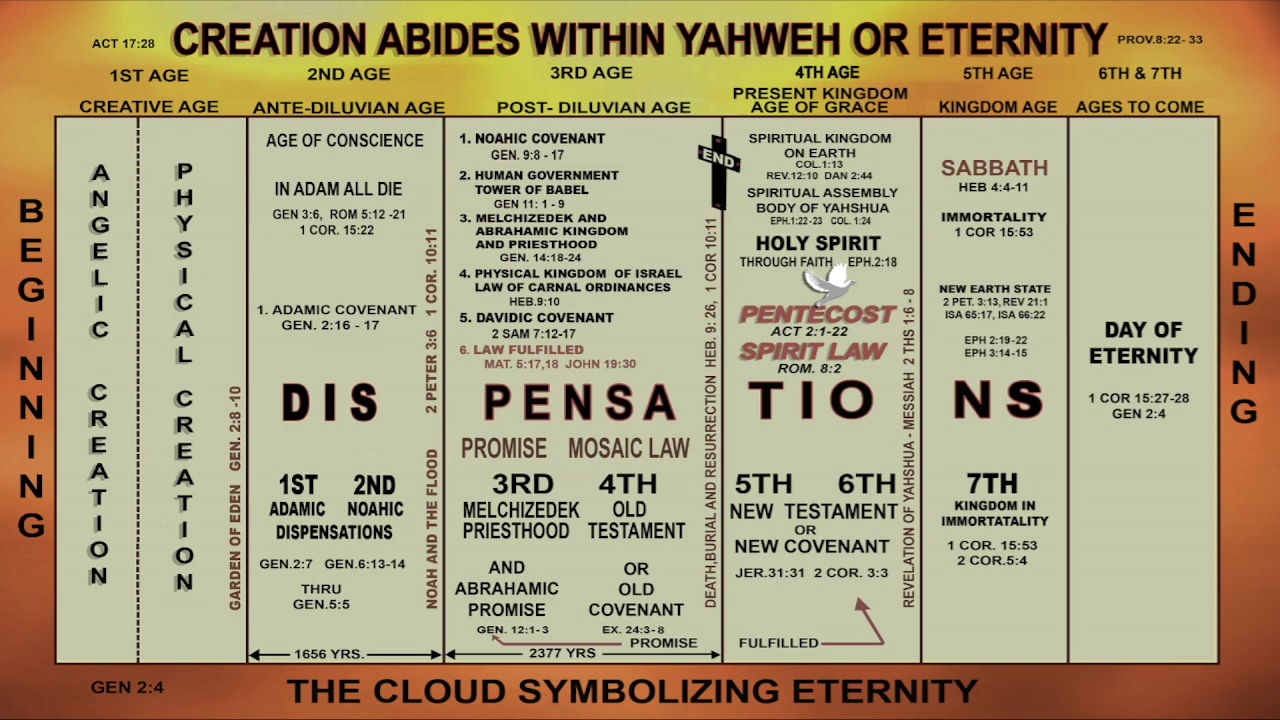 ACT 17:28
CREATION ABIDES WITHIN YAHWEH OR ETERNITY
PROV.8:22- 33
1ST AGE
CREATIVE AGE
2ND AGE
ANTE-DILUVIAN AGE
3RD AGE
POST- DILUVIAN AGE
4TH AGE
PRESENT KINGDOM
AGE OF GRACE
5TH AGE
KINGDOM AGE
6TH & 7TH
AGES TO COME
BEGINNING
ANGELIC CREATION
PHYSICAL CREATION
GARDEN OF EDEN GEN. 2:8 -10
AGE OF CONSCIENCE
IN ADAM ALL DIE
GEN 3:6, ROM 5:12 -21
1 COR. 15:22
1. ADAMIC COVENANT
GEN. 2:16 - 17
DIS
1ST 2ND
ADAMIC NOAHIC
DISPENSATIONS
GEN.2:7 GEN.6:13-14
THRU
GEN.5:5
1656 YRS.
NOAH AND THE FLOOD 2 PETER 3:6 1 COR. 10:11
1. NOAHIC COVENANT
GEN. 9:8 - 17
2. HUMAN GOVERNMENT
TOWER OF BABEL
GEN 11: 1 - 9
3. MELCHIZEDEK AND
ABRAHAMIC KINGDOM
AND PRIESTHOOD
GEN. 14:18-24
4. PHYSICAL KINGDOM OF ISRAEL
LAW OF CARNAL ORDINANCES
HEB.9:10
5. DAVIDIC COVENANT
2 SAM 7:12-17
6. LAW FULFILLED
MAT. 5:17,18 JOHN 19:30
PENSA
PROMISE MOSAIC LAW
3RD 4TH
MELCHIZEDEK OLD
PRIESTHOOD TESTAMENT
AND OR
ABRAHAMIC OLD
PROMISE COVENANT
GEN. 12:1- 3 EX. 24:3- 8
PROMISE
2377 YRS
DEATH,BURIAL AND RESURRECTION HEB. 9: 26, 1 COR 10:11
END
SPIRITUAL KINGDOM
ON EARTH
COL.1:13
REV.12:10 DAN 2:44
SPIRITUAL ASSEMBLY
BODY OF YAHSHUA
EPH.1:22-23 COL. 1:24
HOLY SPIRIT
THROUGH FAITH EPH.2:18
PENTECOST
ACT 2:1-22
SPIRIT LAW
ROM. 8:2
TIO
5TH 6TH
NEW TESTAMENT
OR
NEW COVENANT
JER.31:31 2 COR. 3:3
FULFILLED
REVELATION OF YAHSHUA - MESSIAH 2 THS 1:6 - 8
SABBATH
HEB 4:4-11
IMMORTALITY
1 COR 15:53
NEW EARTH STATE
2 PET. 3:13, REV 21:1
ISA 65:17, ISA 66:22
EPH 2:19-22
EPH 3:14-15
NS
7TH
KINGDOM IN
IMMORTATALITY
1 COR. 15:53
2 COR.5:4
DAY OF
ETERNITY
1 COR 15:27-28
GEN 2:4
ENDING
GEN 2:4
THE CLOUD SYMBOLIZING ETERNITY